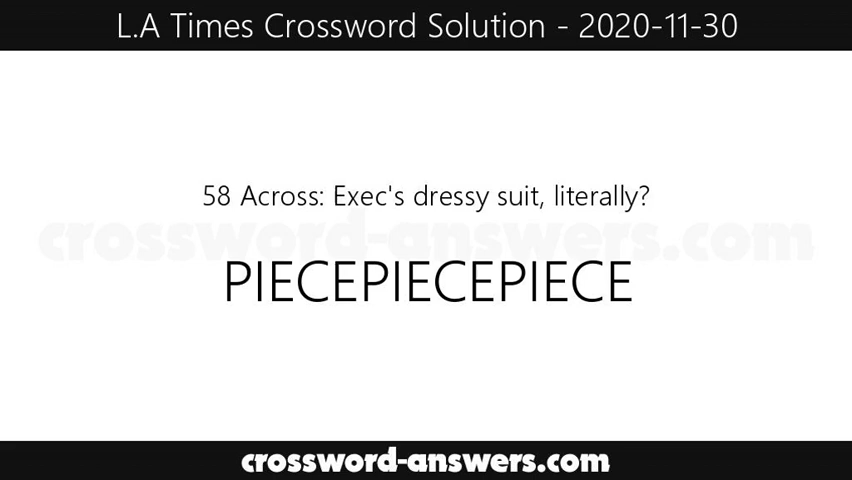 L.A Times Crossword Solution - 2020-11-30
58 Across: Exec's dressy suit, literally?
crossword-answers.com
PIECEPIECEPIECE
crossword-answers.com